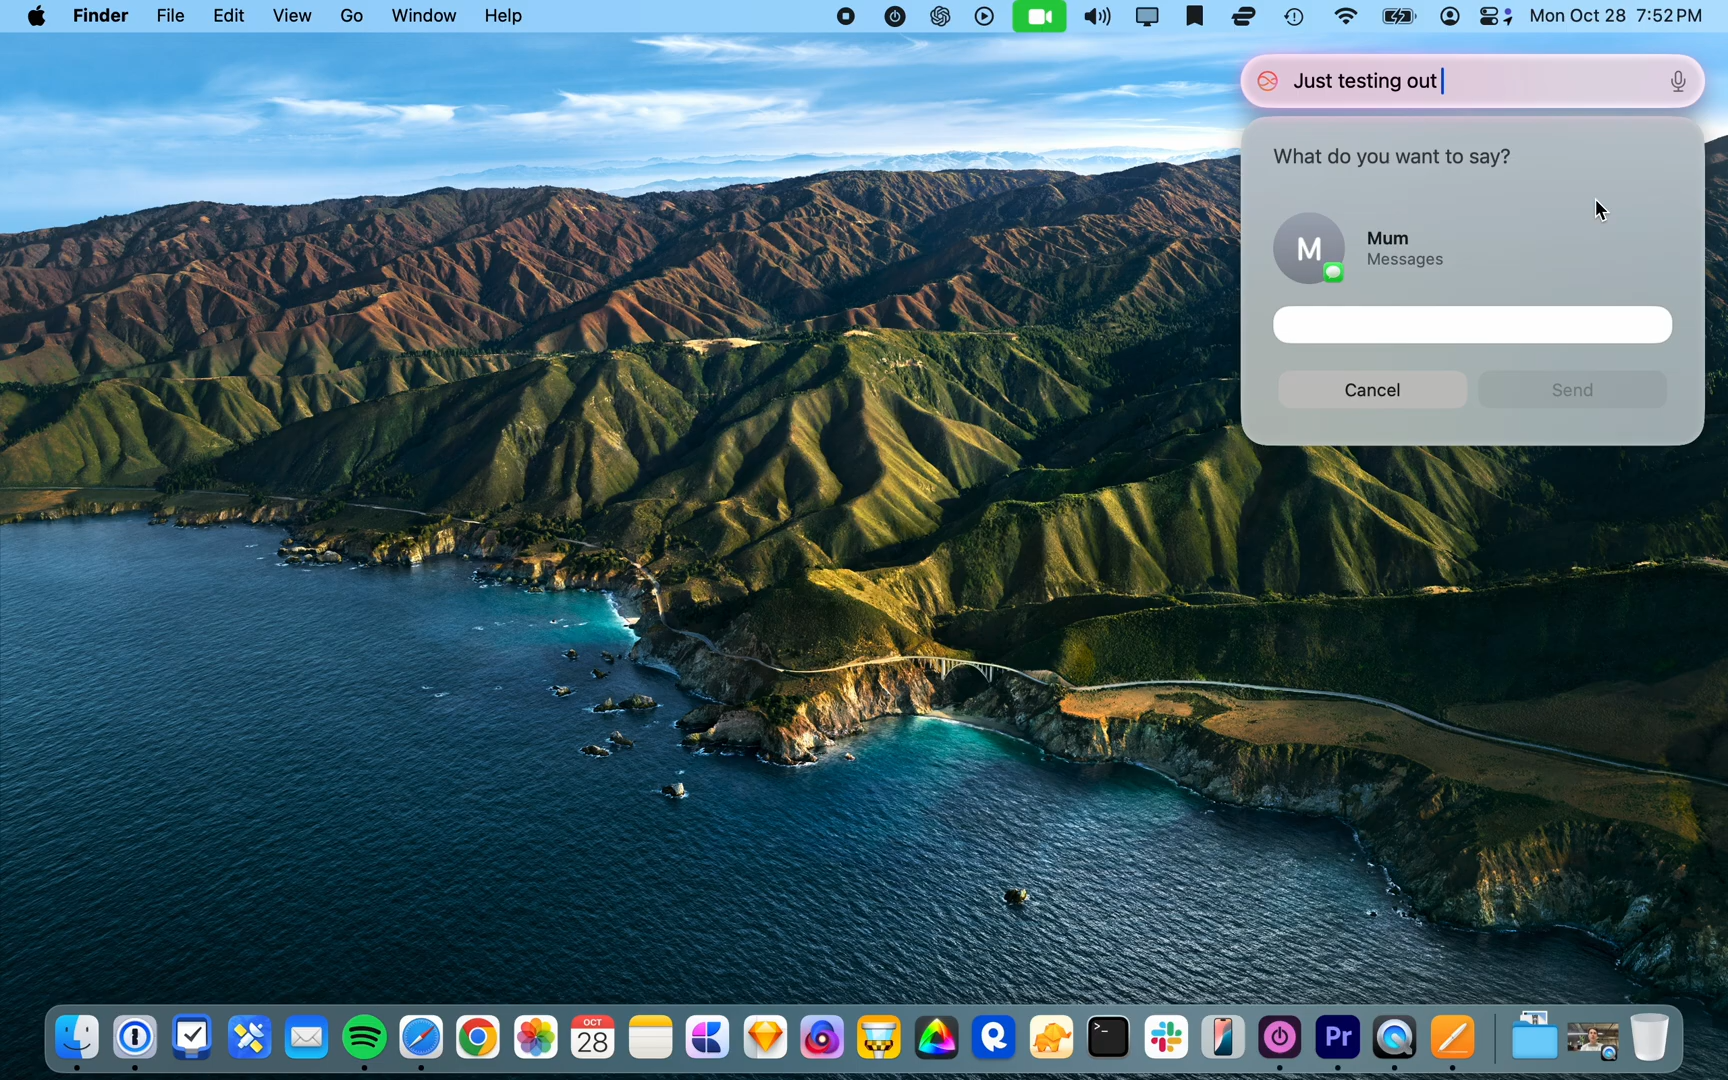 Finder File Edit View Go Window Help Mon Oct 28 7:52 PM
Just testing out
What do you want to say?
M
Mum
Messages
Cancel Send
OCT
28
>_
Pr